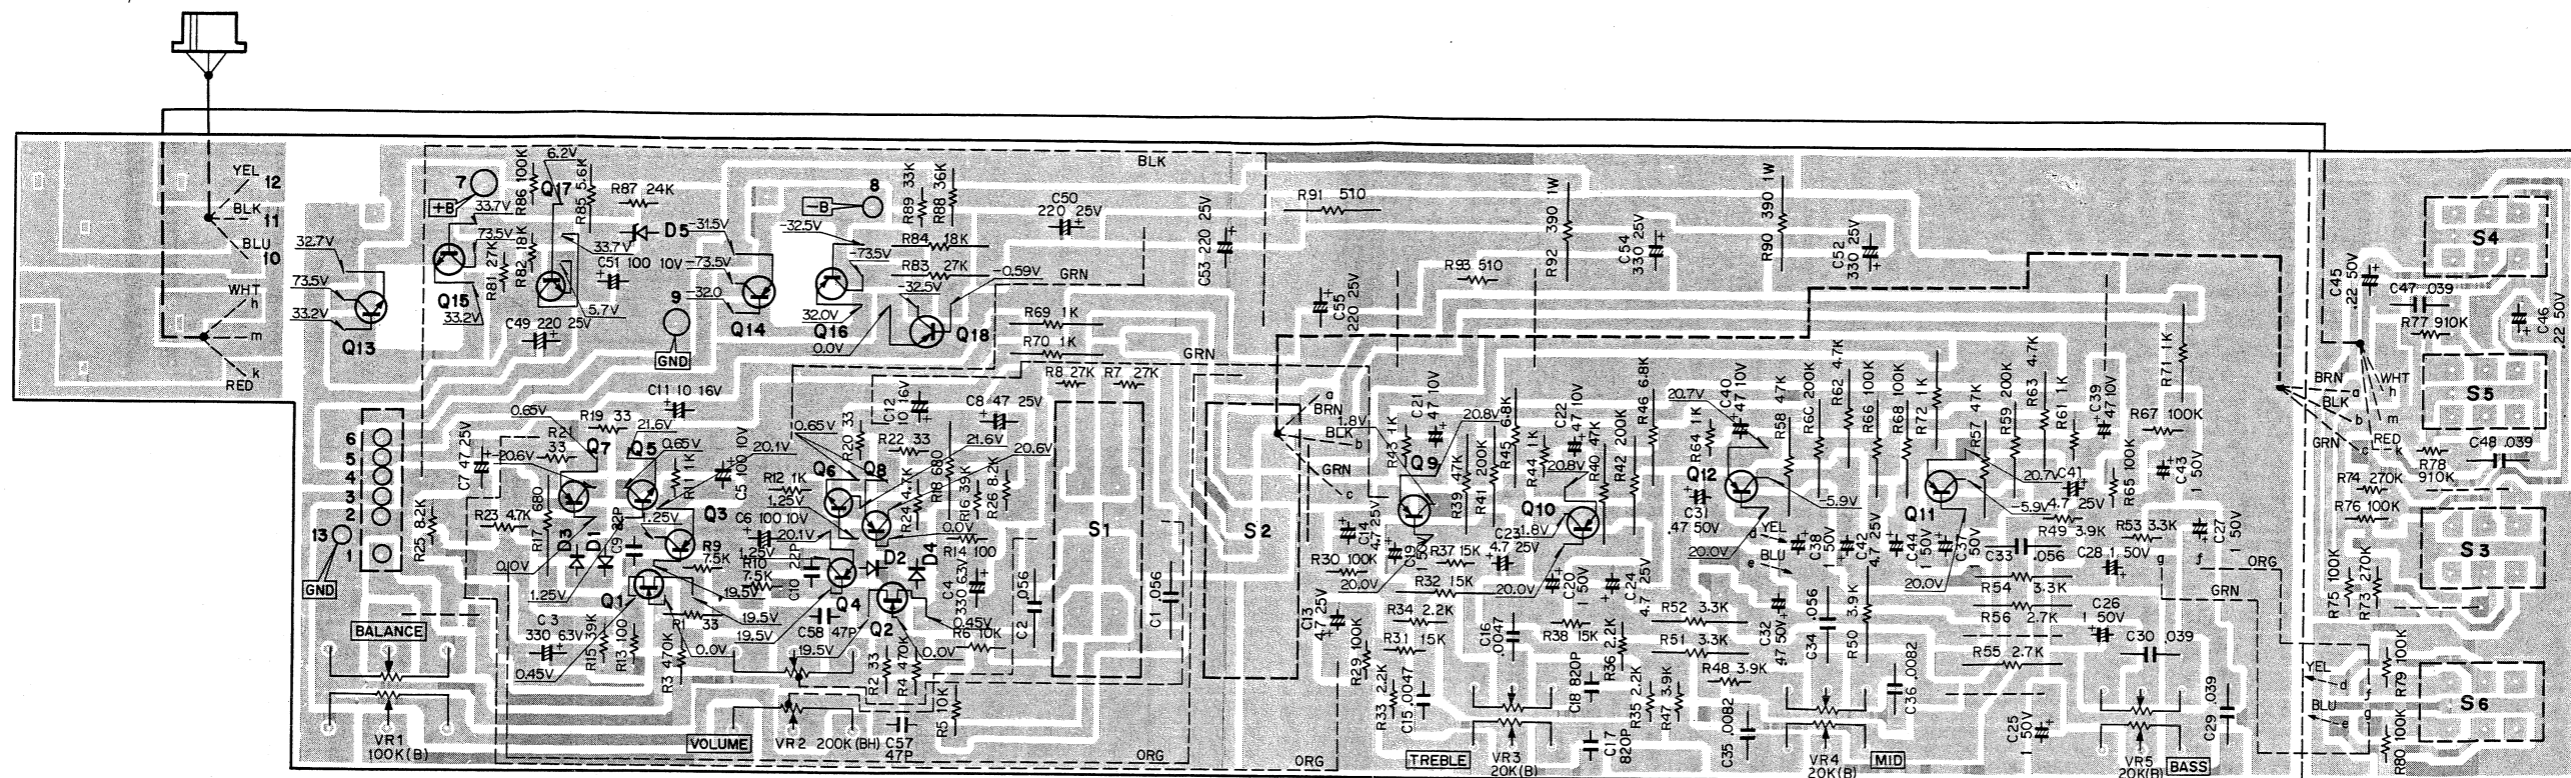 YEL 12
BLK 11
BLU 10
WHT h
m
k
RED
32.7V
73.5V
33.2V
Q13
7
+B
33.7V
73.5V
Q15
33.2V
R86 100K
R81 27K
R82 18K
6.2V
Q17
R85 5.6K
R87 24K
D5
33.7V
C51 100 10V
5.7V
C49 220 25V
9
GND
-31.5V
-73.5V
-32.0
Q14
8
-B
-32.5V
-73.5V
32.0V
Q16
0.0V
-32.5V
Q18
-0.59V
R89 33K
R88 36K
R84 18K
R83 27K
GRN
C50
220 25V
BLK
R69 1K
R70 1K
GRN
R8 27K
R7 27K
C53 220 25V
R91 510
C55
220 25V
R93 510
R92 390 1W
C54
330 25V
R90 390 1W
C52
330 25V
6
5
4
3
2
1
13
GND
R25 8.2K
BALANCE
VR1
100K(B)
C7 47 25V
0.65V
R19 33
R21
33
-20.6V
Q7
Q5
C11 10 16V
21.6V
0.65V
20.1V
R11 1K
C5 100 10V
R23 47K
R17 680
D3
D1
C9 82P
1.25V
Q3
R9
7.5K
0.0V
1.25V
Q1
C3
330 6.3V
0.45V
R15 39K
R13 100
R3 470K
R1 33
19.5V
19.5V
19.5V
19.5V
0.0V
R12 1K
1.25V
C6 100 10V
20.1V
1.25V
R10
7.5K
C10 22P
Q4
C58 47P
Q6
Q8
0.65V
R20 33
C12
10 16V
R22 33
C8 47 25V
21.6V
20.6V
R24 4.7K
R18 680
R16 39K
R26 8.2K
0.0V
R14 100
D2
D4
C4
330 6.3V
Q2
0.45V
R6 10K
0.0V
R2 33
R4 470K
R5 10K
C2 .056
C1 .056
S1
VOLUME
VR2 200K(BH)
C57
47P
ORG
S2
ORG
a
BRN
BLK
b
GRN
c
1.8V
R43 1K
C21
47 10V
Q9
20.8V
R39 47K
R41 200K
R45 6.8K
R44 1K
C22
47 10V
20.8V
R40 47K
R42 200K
R46 6.8K
C14
4.7 25V
C19
1 50V
R30 100K
20.0V
R37 15K
C23
4.7 25V
1.8V
Q10
R32 15K
20.0V
C20
1 50V
C24
4.7 25V
C13
4.7 25V
R29 100K
R34 2.2K
R31 15K
R33 2.2K
C15 .0047
C16
.0047
R38 15K
R36 2.2K
C18 820P
R35 2.2K
C17
820P
R47 3.9K
TREBLE
VR3
20K(B)
R52 3.3K
R51 3.3K
R48 3.9K
C35 .0082
20.7V
R64 1K
C40
47 10V
R58 47K
R60 200K
R62 4.7K
R66 100K
R68 100K
R72 1K
Q12
C31
.47 50V
-5.9V
20.0V
YEL
d
BLU
e
C38
1 50V
C42
4.7 25V
C44
1 50V
C37
1 50V
Q11
C32
.47 50V
C34 .056
R50 3.9K
C36 .0082
VR4
20K(B)
MID
R57 47K
R59 200K
R63 4.7K
R61 1K
C39
47 10V
R71 1K
R67 100K
20.7V
C41
4.7 25V
-5.9V
R65 100K
C43
1 50V
R49 3.9K
R53 3.3K
C27
1 50V
C33 .056
C28 1 50V
20.0V
R54 3.3K
R56 2.7K
C26
1 50V
R55 2.7K
C30 .039
C25
1 50V
C29 .039
VR5
20K(B)
BASS
g
f
ORG
GRN
C45
.22 50V
C47 .039
R77 910K
C46
.22 50V
S4
BRN
a
BLK
b
GRN
c
WHT
h
m
RED
k
S5
R78
910K
C48 .039
R74 270K
R76 100K
S3
R75 100K
R73 270K
YEL
d
BLU
e
f
g
R79 100K
R80 100K
S6